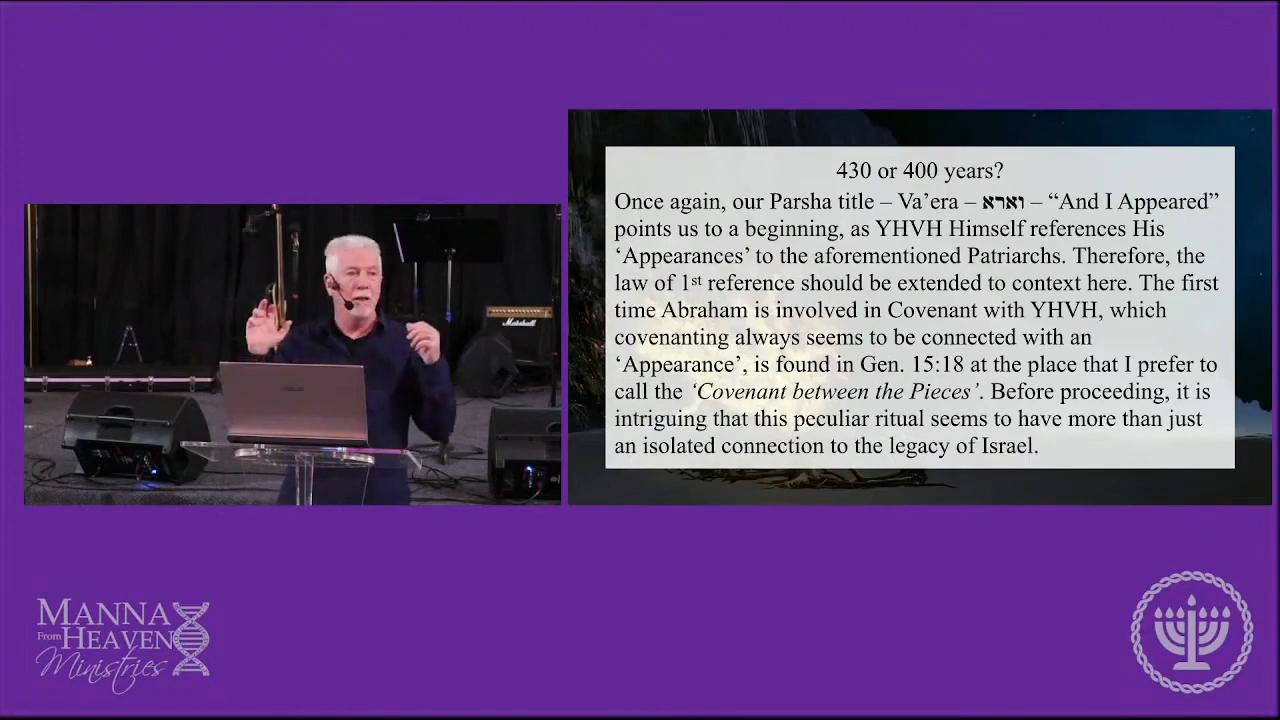 430 or 400 years?
Once again, our Parsha title – Va’era – וארא – “And I Appeared”
points us to a beginning, as YHVH Himself references His
‘Appearances’ to the aforementioned Patriarchs. Therefore, the
law of 1st reference should be extended to context here. The first
time Abraham is involved in Covenant with YHVH, which
covenanting always seems to be connected with an
‘Appearance’, is found in Gen. 15:18 at the place that I prefer to
call the ‘Covenant between the Pieces’. Before proceeding, it is
intriguing that this peculiar ritual seems to have more than just
an isolated connection to the legacy of Israel.
Marshall
ASUS
MANNA
From HEAVEN
Ministries